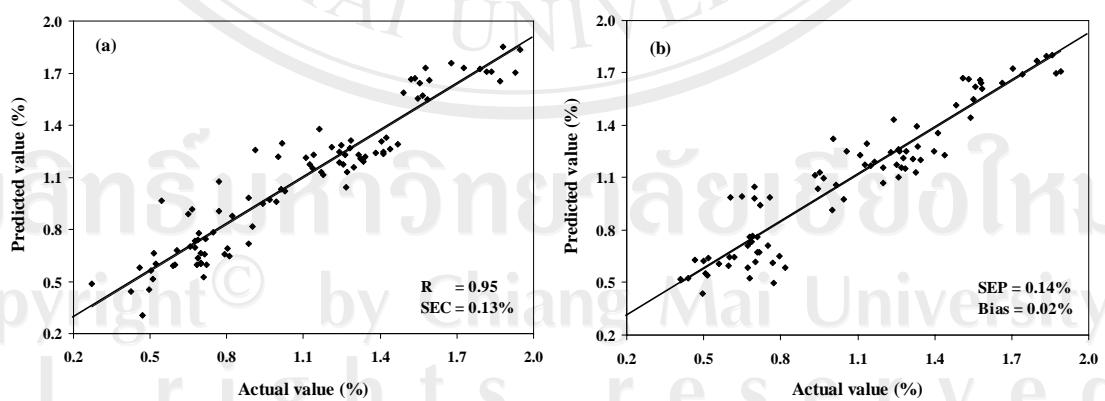 (a)
Predicted value (%)
2.0
1.7
1.4
1.1
0.8
0.5
0.2
R = 0.95
SEC = 0.13%
0.2 0.5 0.8 1.1 1.4 1.7 2.0
Actual value (%)
(b)
Predicted value (%)
2.0
1.7
1.4
1.1
0.8
0.5
0.2
SEP = 0.14%
Bias = 0.02%
0.2 0.5 0.8 1.1 1.4 1.7 2.0
Actual value (%)
by Chiang Mai University
rights reserved